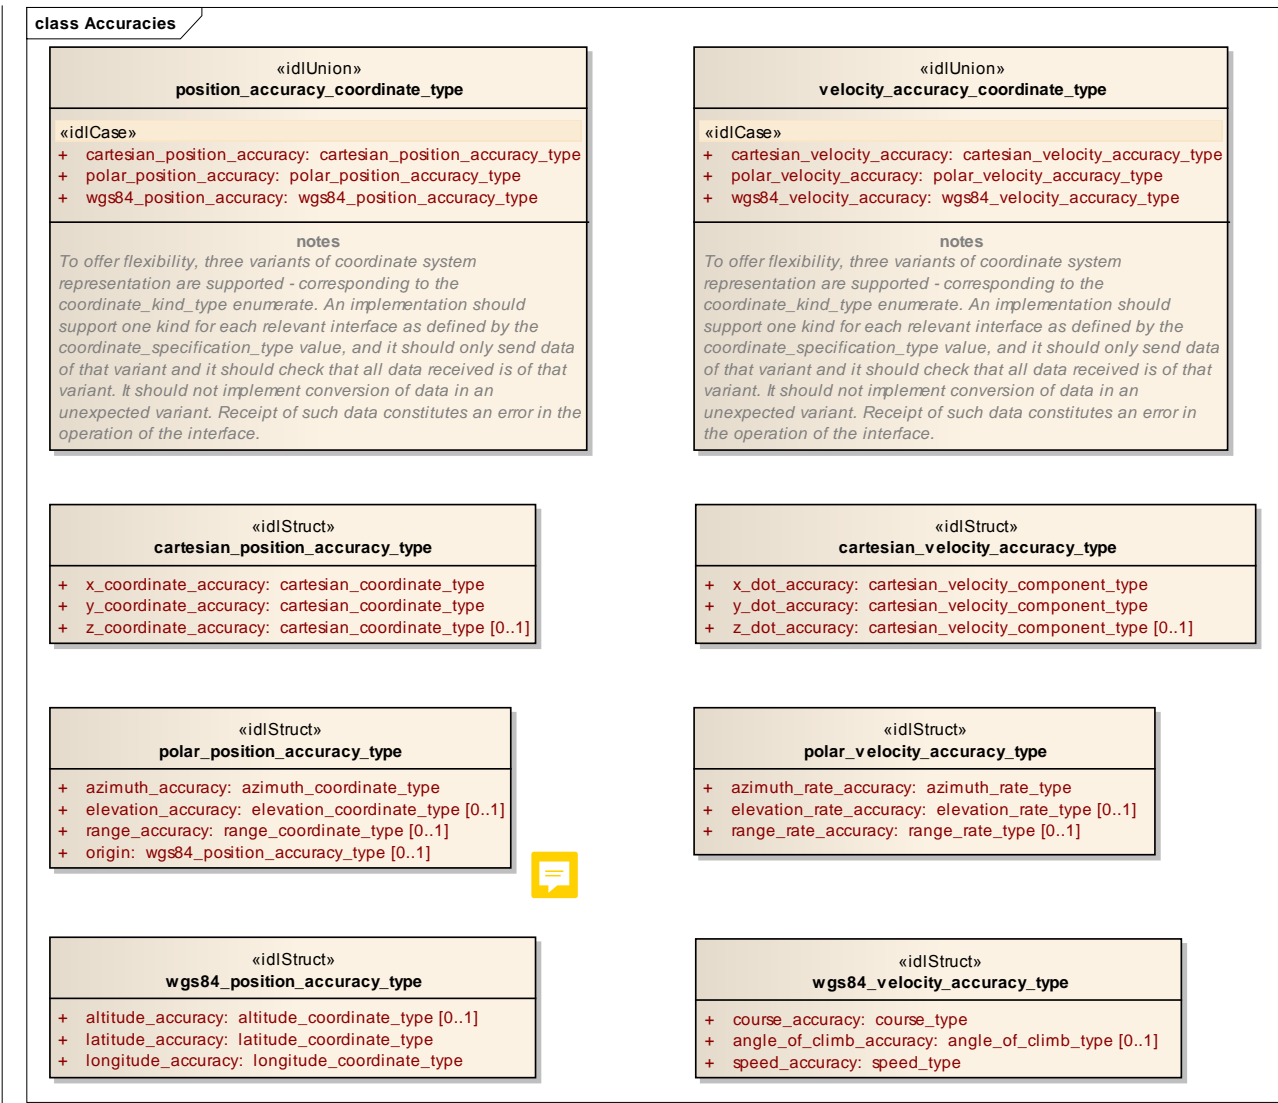 class Accuracies
«idlUnion»
position_accuracy_coordinate_type
«idlCase»
+ cartesian_position_accuracy: cartesian_position_accuracy_type
+ polar_position_accuracy: polar_position_accuracy_type
+ wgs84_position_accuracy: wgs84_position_accuracy_type
notes
To offer flexibility, three variants of coordinate system
representation are supported - corresponding to the
coordinate_kind_type enumerate. An implementation should
support one kind for each relevant interface as defined by the
coordinate_specification_type value, and it should only send data
of that variant and it should check that all data received is of that
variant. It should not implement conversion of data in an
unexpected variant. Receipt of such data constitutes an error in the
operation of the interface.
«idlUnion»
velocity_accuracy_coordinate_type
«idlCase»
+ cartesian_velocity_accuracy: cartesian_velocity_accuracy_type
+ polar_velocity_accuracy: polar_velocity_accuracy_type
+ wgs84_velocity_accuracy: wgs84_velocity_accuracy_type
notes
To offer flexibility, three variants of coordinate system
representation are supported - corresponding to the
coordinate_kind_type enumerate. An implementation should
support one kind for each relevant interface as defined by the
coordinate_specification_type value, and it should only send data
of that variant and it should check that all data received is of that
variant. It should not implement conversion of data in an
unexpected variant. Receipt of such data constitutes an error in
the operation of the interface.
«idlStruct»
cartesian_position_accuracy_type
+ x_coordinate_accuracy: cartesian_coordinate_type
+ y_coordinate_accuracy: cartesian_coordinate_type
+ z_coordinate_accuracy: cartesian_coordinate_type [0..1]
«idlStruct»
cartesian_velocity_accuracy_type
+ x_dot_accuracy: cartesian_velocity_component_type
+ y_dot_accuracy: cartesian_velocity_component_type
+ z_dot_accuracy: cartesian_velocity_component_type [0..1]
«idlStruct»
polar_position_accuracy_type
+ azimuth_accuracy: azimuth_coordinate_type
+ elevation_accuracy: elevation_coordinate_type [0..1]
+ range_accuracy: range_coordinate_type [0..1]
+ origin: wgs84_position_accuracy_type [0..1]
«idlStruct»
polar_velocity_accuracy_type
+ azimuth_rate_accuracy: azimuth_rate_type
+ elevation_rate_accuracy: elevation_rate_type [0..1]
+ range_rate_accuracy: range_rate_type [0..1]
«idlStruct»
wgs84_position_accuracy_type
+ altitude_accuracy: altitude_coordinate_type [0..1]
+ latitude_accuracy: latitude_coordinate_type
+ longitude_accuracy: longitude_coordinate_type
«idlStruct»
wgs84_velocity_accuracy_type
+ course_accuracy: course_type
+ angle_of_climb_accuracy: angle_of_climb_type [0..1]
+ speed_accuracy: speed_type